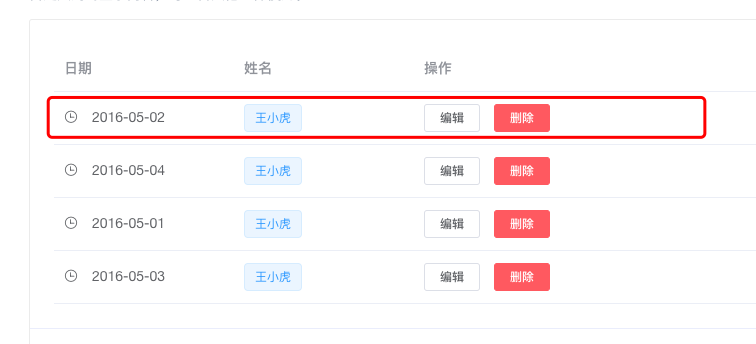 日期 姓名 操作
2016-05-02 王小虎 编辑 删除
2016-05-04 王小虎 编辑 删除
2016-05-01 王小虎 编辑 删除
2016-05-03 王小虎 编辑 删除